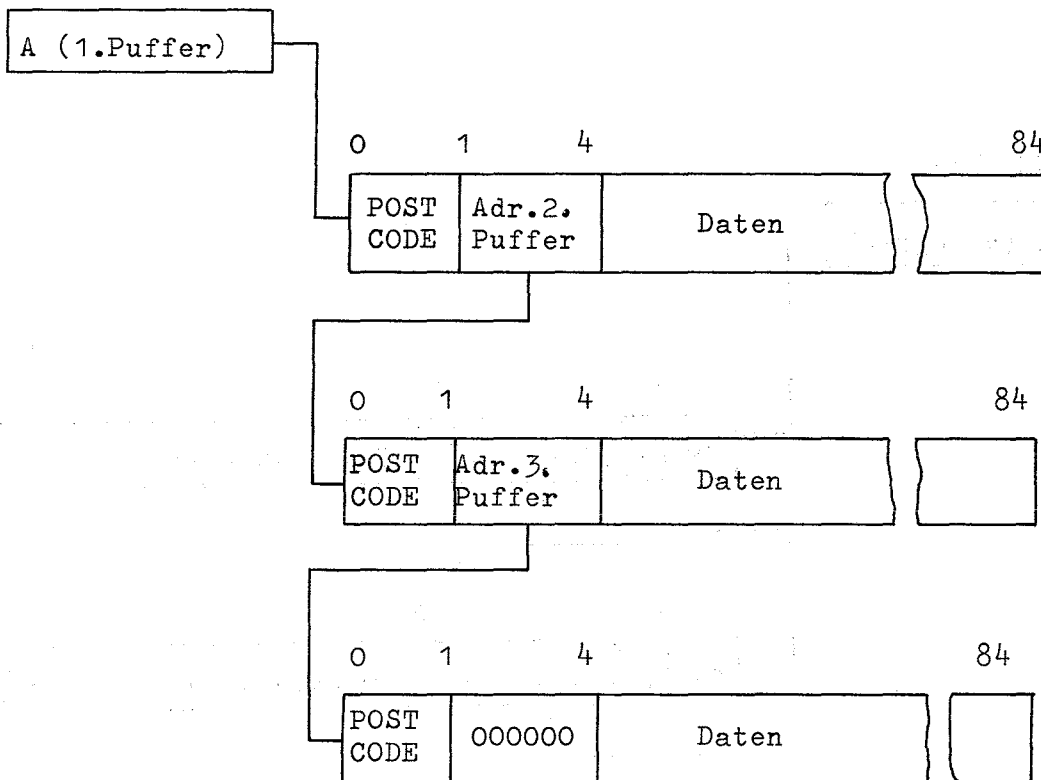 A (1.Puffer)
0 1 4 84
POST CODE
Adr.2. Puffer
Daten
0 1 4 84
POST CODE
Adr.3. Puffer
Daten
0 1 4 84
POST CODE
000000
Daten